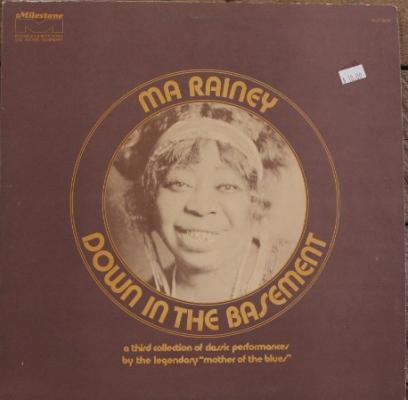 Milestone
MA RAINEY
DOWN IN THE BASEMENT
a third collection of classic performances
by the legendary "mother of the blues"